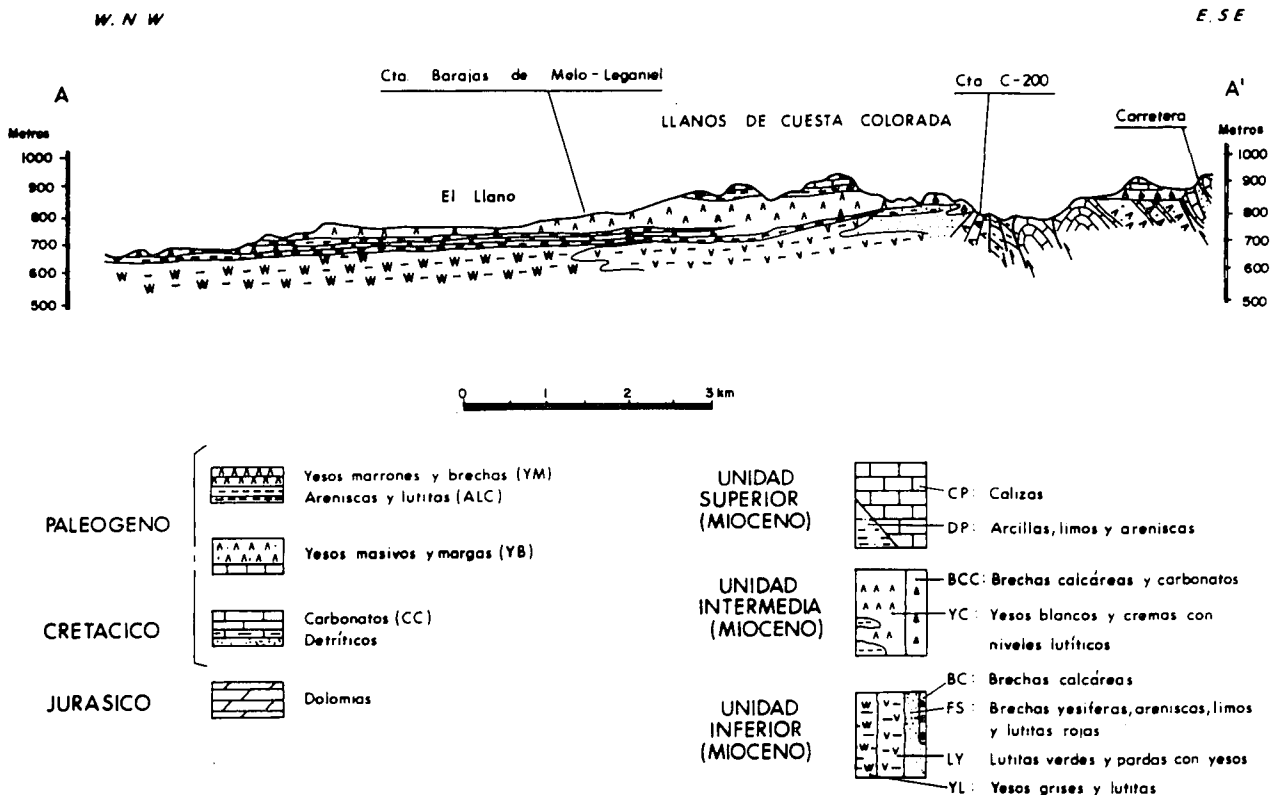 W. N W
E. S E
Cta. Barajas de Melo - Leganiel
Cta C-200
A
A'
LLANOS DE CUESTA COLORADA
Carretera
Metros
Metros
1000
1000
900
900
El Llano
800
800
700
700
600
600
500
500
0 1 2 3 km
PALEOGENO
Yesos marrones y brechas (YM)
Areniscas y lutitas (ALC)
Yesos masivos y margas (YB)
CRETACICO
Carbonatos (CC)
Detríticos
JURASICO
Dolomias
UNIDAD
SUPERIOR
(MIOCENO)
CP: Calizas
DP: Arcillas, limos y areniscas
UNIDAD
INTERMEDIA
(MIOCENO)
BCC: Brechas calcáreas y carbonatos
YC: Yesos blancos y cremas con
niveles lutíticos
UNIDAD
INFERIOR
(MIOCENO)
BC: Brechas calcáreas
FS: Brechas yesiferas, areniscas, limos
y lutitas rojas
LY Lutitas verdes y pardas con yesos
YL: Yesos grises y lutitas